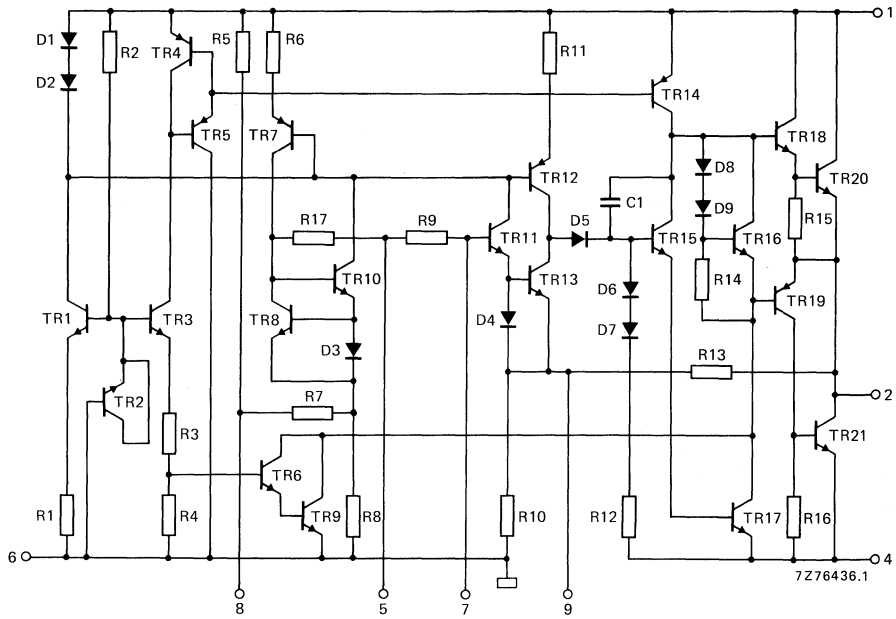 1
D1
R2
TR4
R5
R6
R11
D2
TR14
TR5
TR7
TR18
D8
TR12
TR20
C1
D9
R15
R17
R9
D5
TR11
TR15
TR16
TR10
TR13
R14
D6
TR19
TR1
TR3
TR8
D4
D7
D3
R13
TR2
R7
2
R3
TR21
TR6
R1
R4
TR9
R8
R10
R12
TR17
R16
6
4
7Z76436.1
8
5
7
9